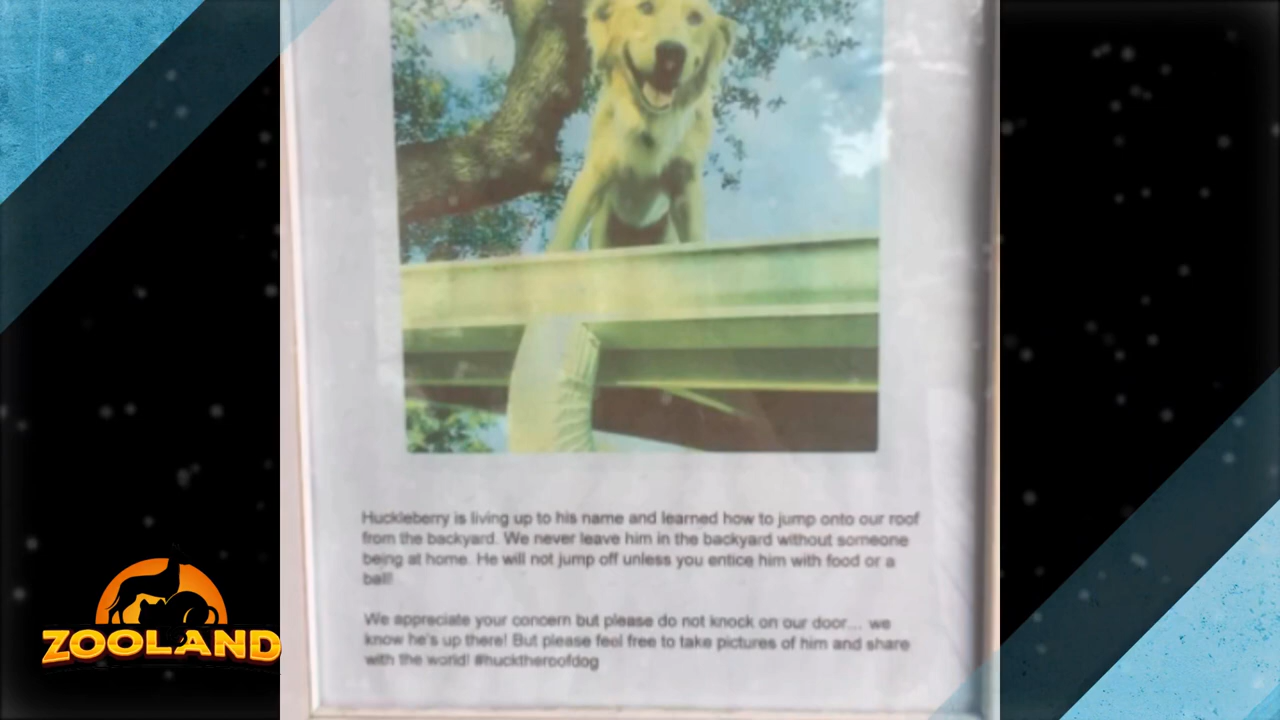 Huckleberry is living up to his name and learned how to jump onto our roof
from the backyard. We never leave him in the backyard without someone
being at home. He will not jump off unless you entice him with food or a
ball!
We appreciate your concern but please do not knock on our door... we
know he's up there! But please feel free to take pictures of him and share
with the world! #hucktheroofdog
ZOOLAND